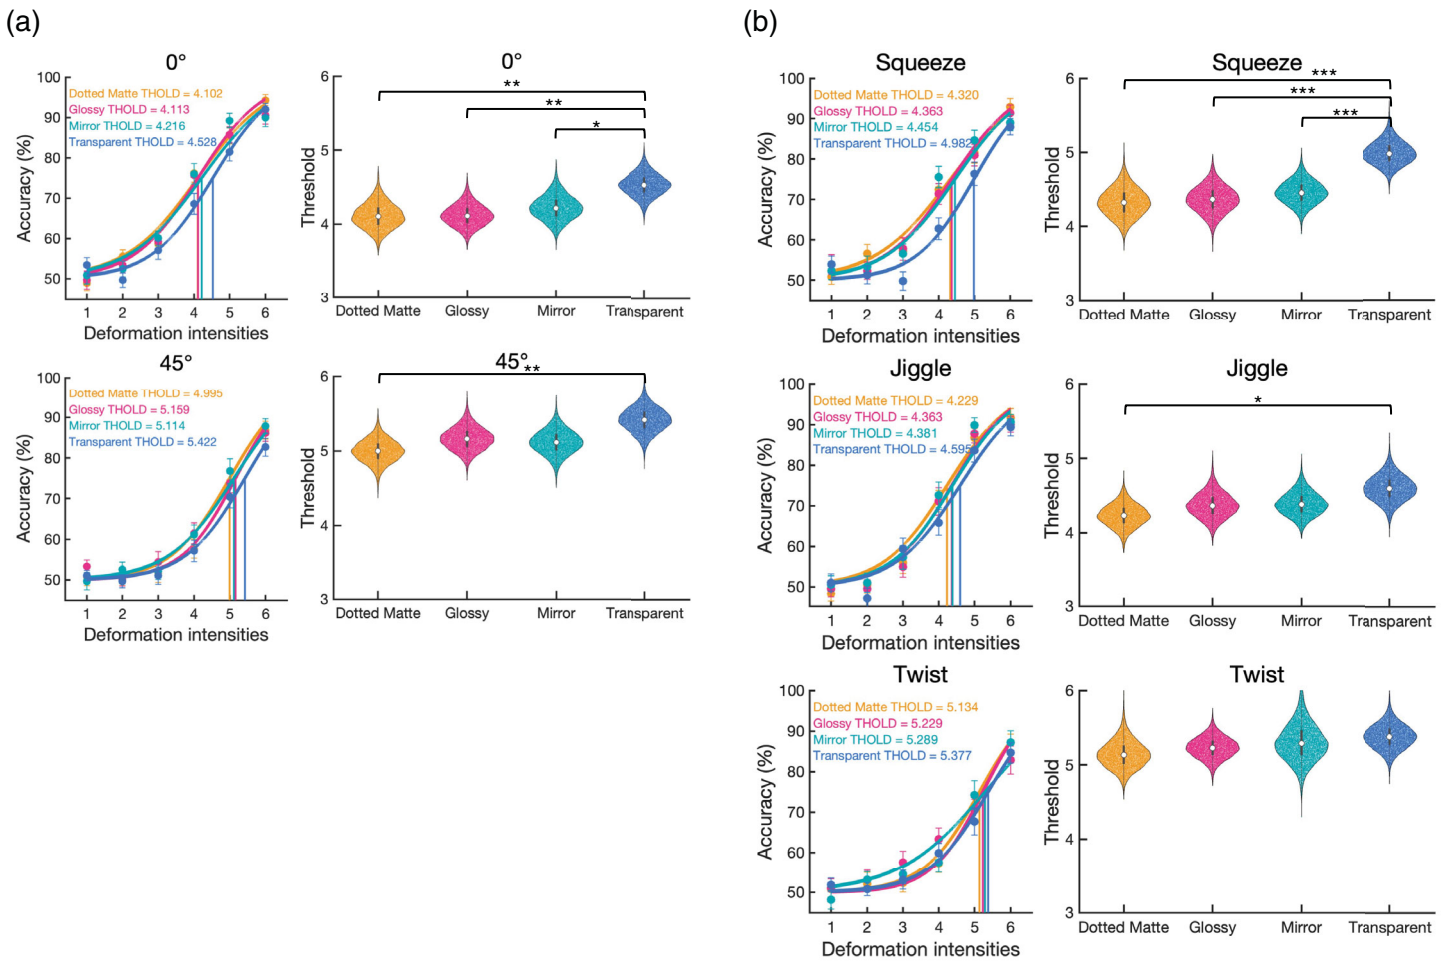 (a)
(b)
0°
Dotted Matte THOLD = 4.102
Glossy THOLD = 4.113
Mirror THOLD = 4.216
Transparent THOLD = 4.528
Accuracy (%)
100
90
80
70
60
50
1 2 3 4 5 6
Deformation intensities
0°
**
**
*
Threshold
6
5
4
3
Dotted Matte Glossy Mirror Transparent
45°
Dotted Matte THOLD = 4.995
Glossy THOLD = 5.159
Mirror THOLD = 5.114
Transparent THOLD = 5.422
Accuracy (%)
100
90
80
70
60
50
1 2 3 4 5 6
Deformation intensities
45°
**
Threshold
6
5
4
3
Dotted Matte Glossy Mirror Transparent
Squeeze
Dotted Matte THOLD = 4.320
Glossy THOLD = 4.363
Mirror THOLD = 4.454
Transparent THOLD = 4.982
Accuracy (%)
100
90
80
70
60
50
1 2 3 4 5 6
Deformation intensities
Squeeze
***
***
***
Threshold
6
5
4
3
Dotted Matte Glossy Mirror Transparent
Jiggle
Dotted Matte THOLD = 4.229
Glossy THOLD = 4.363
Mirror THOLD = 4.381
Transparent THOLD = 4.595
Accuracy (%)
100
90
80
70
60
50
1 2 3 4 5 6
Deformation intensities
Jiggle
*
Threshold
6
5
4
3
Dotted Matte Glossy Mirror Transparent
Twist
Dotted Matte THOLD = 5.134
Glossy THOLD = 5.229
Mirror THOLD = 5.289
Transparent THOLD = 5.377
Accuracy (%)
100
90
80
70
60
50
1 2 3 4 5 6
Deformation intensities
Twist
Threshold
6
5
4
3
Dotted Matte Glossy Mirror Transparent